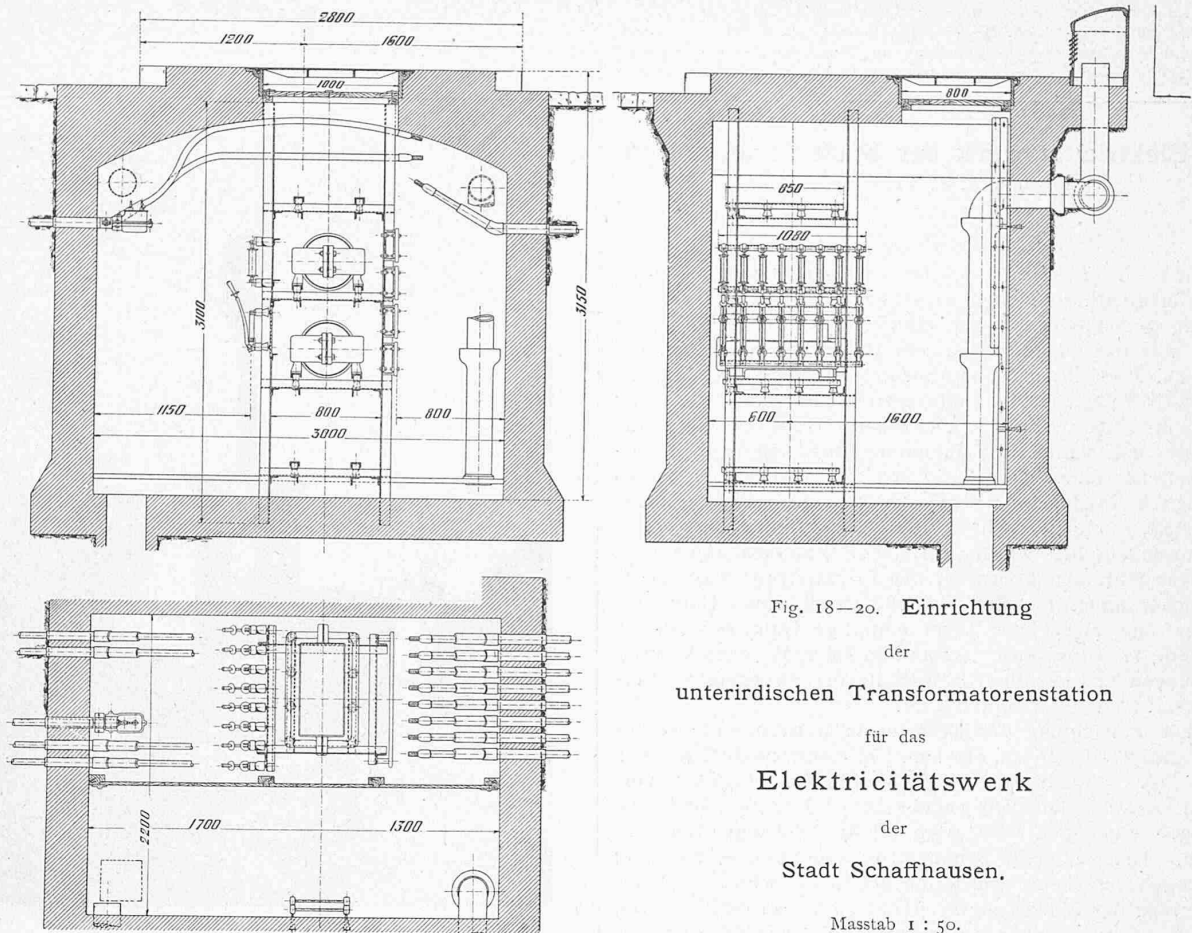 2800
1200
1600
1000
800
850
1080
3100
3150
1150
800
800
3000
600
1600
Fig. 18—20. Einrichtung
der
unterirdischen Transformatorenstation
für das
Elektricitätswerk
der
Stadt Schaffhausen.
Masstab 1 : 50.
1700
1300
2200